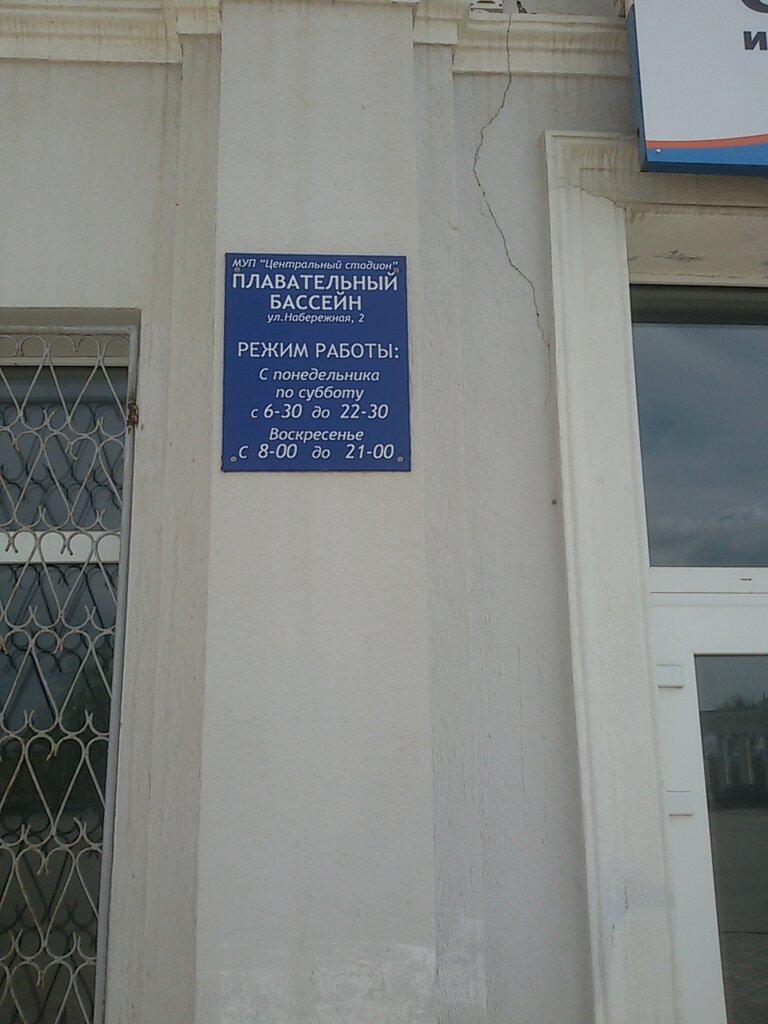 МУП "Центральный стадион"
ПЛАВАТЕЛЬНЫЙ
БАССЕЙН
ул.Набережная, 2
РЕЖИМ РАБОТЫ:
С понедельника
по субботу
с 6-30 до 22-30
Воскресенье
С 8-00 до 21-00